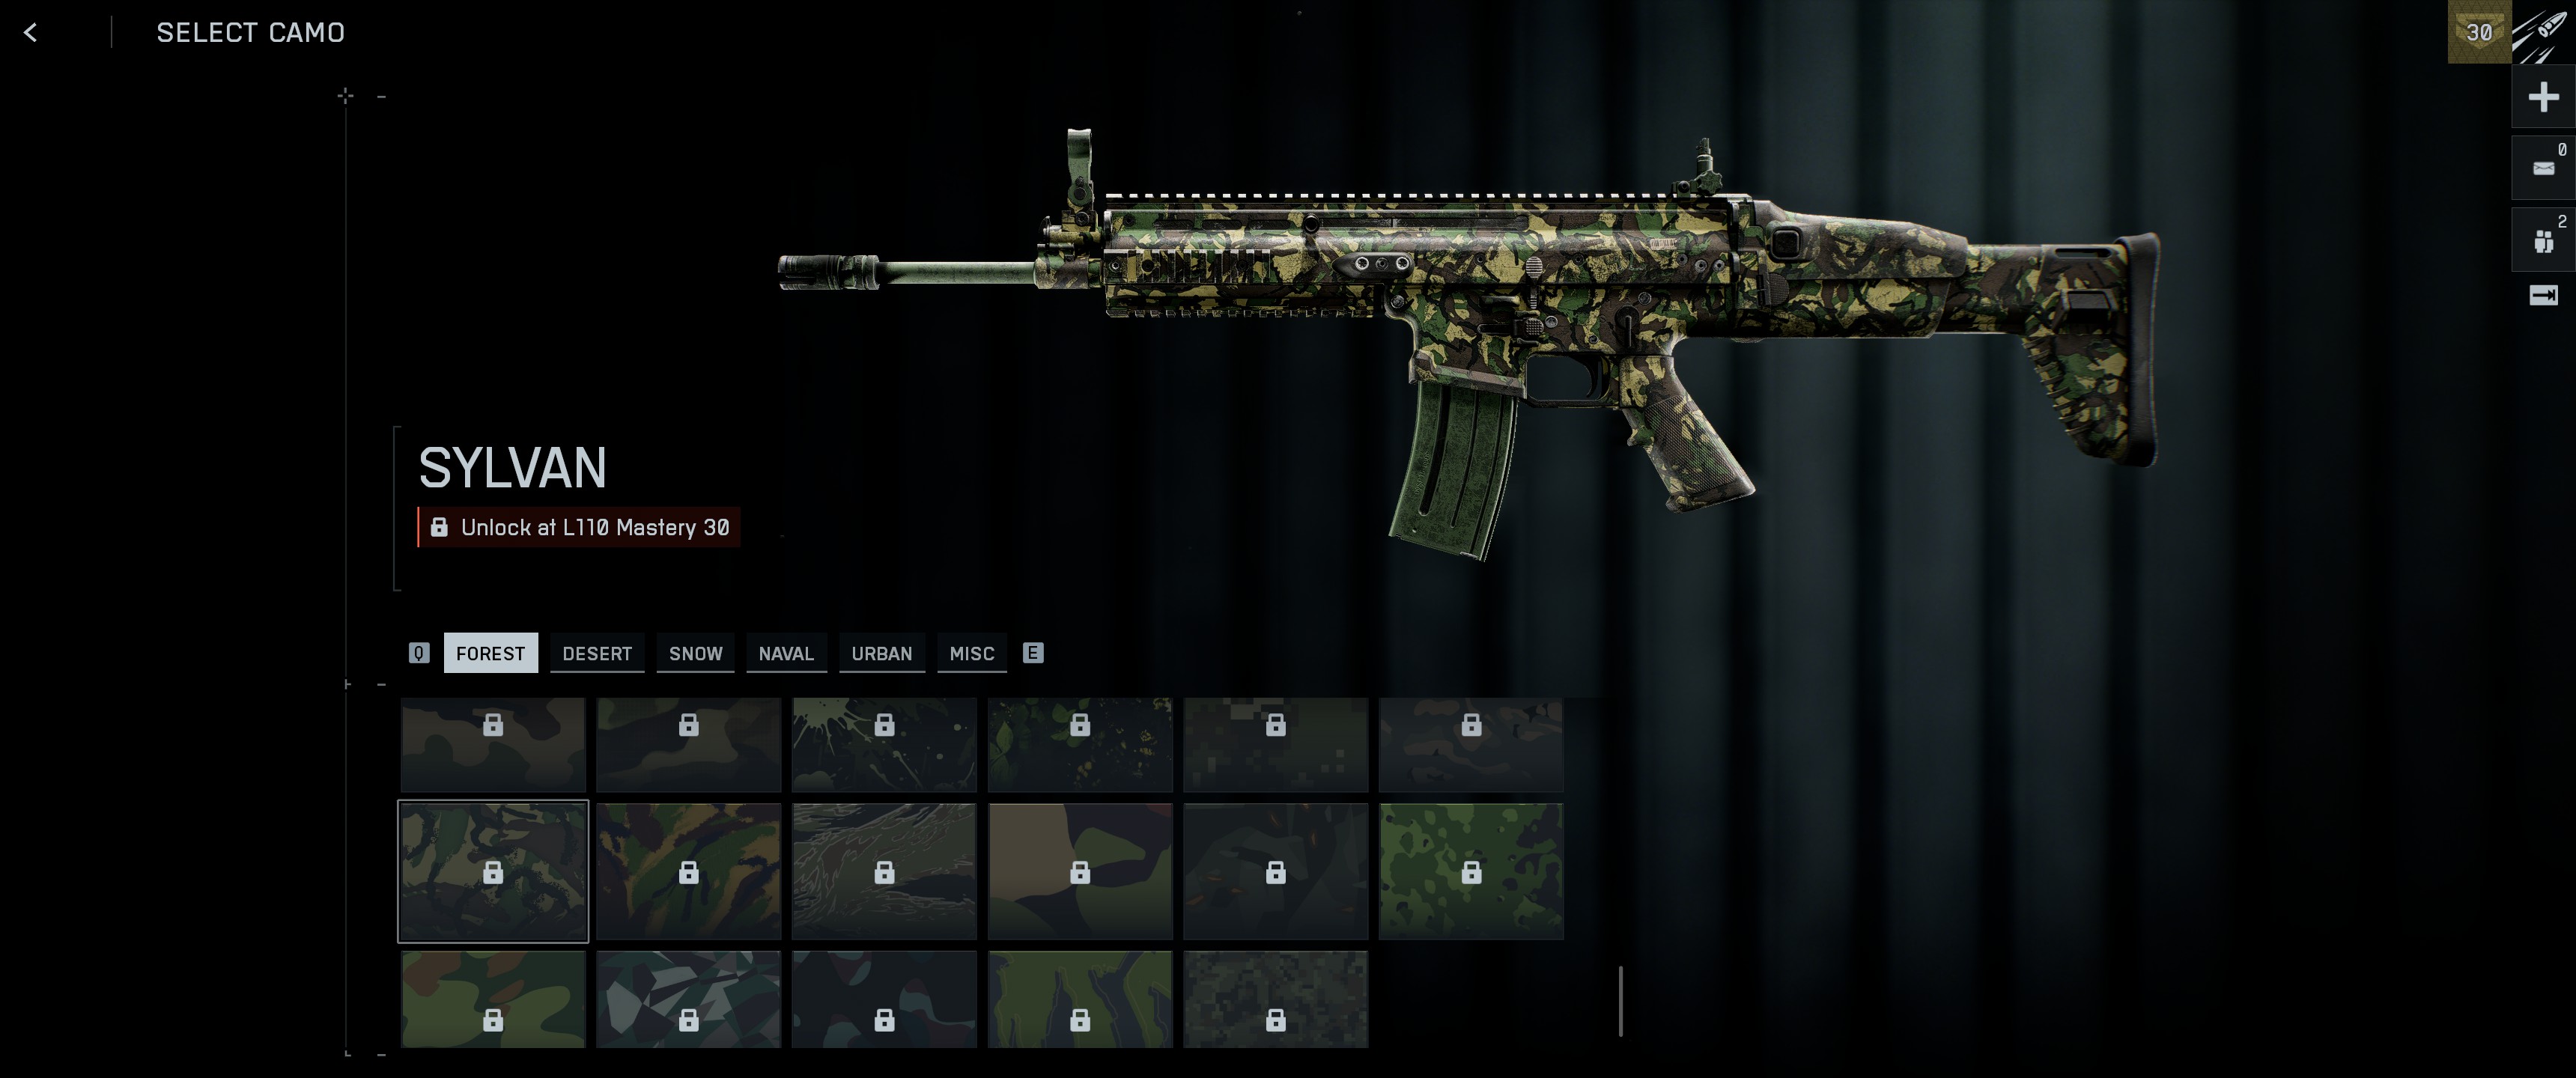 SELECT CAMO
30
0
2
SYLVAN
Unlock at L110 Mastery 30
Q FOREST DESERT SNOW NAVAL URBAN MISC E